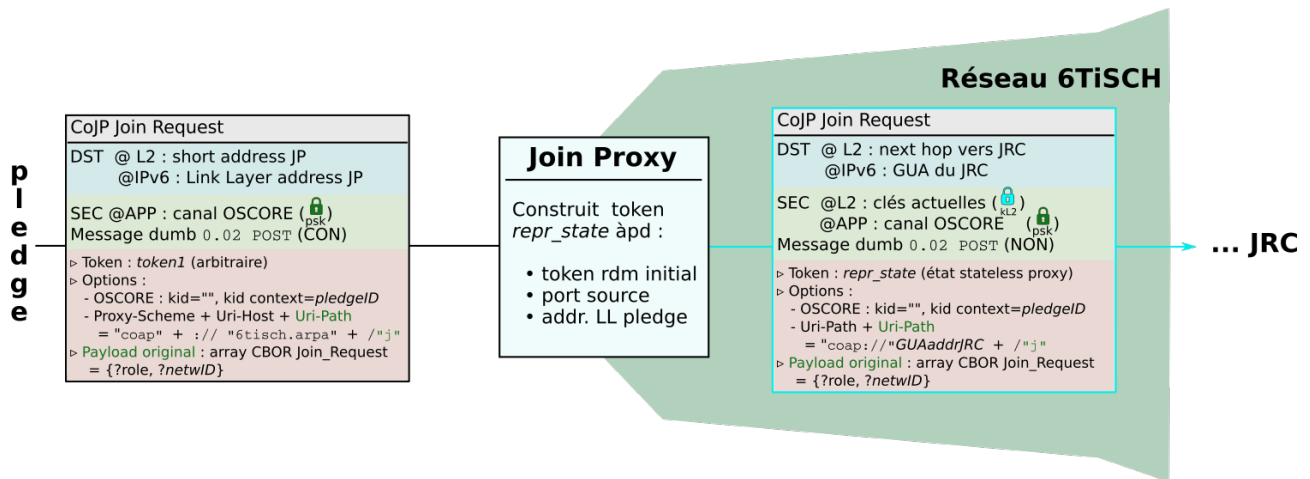 Réseau 6TiSCH
pledge
CoJP Join Request
DST @ L2 : short address JP
@IPv6 : Link Layer address JP
SEC @APP : canal OSCORE (psk)
Message dumb 0.02 POST (CON)
▹ Token : token1 (arbitraire)
▹ Options :
- OSCORE : kid="", kid context=pledgeID
- Proxy-Scheme + Uri-Host + Uri-Path
= "coap" + :// "6tisch.arpa" + /"j"
▹ Payload original : array CBOR Join_Request
= {?role, ?netwID}
Join Proxy
Construit token
repr_state àpd :
• token rdm initial
• port source
• addr. LL pledge
CoJP Join Request
DST @ L2 : next hop vers JRC
@IPv6 : GUA du JRC
SEC @L2 : clés actuelles (kL2)
@APP : canal OSCORE (psk)
Message dumb 0.02 POST (NON)
▹ Token : repr_state (état stateless proxy)
▹ Options :
- OSCORE : kid="", kid context=pledgeID
- Uri-Path + Uri-Path
= "coap://"GUAaddrJRC + /"j"
▹ Payload original : array CBOR Join_Request
= {?role, ?netwID}
... JRC